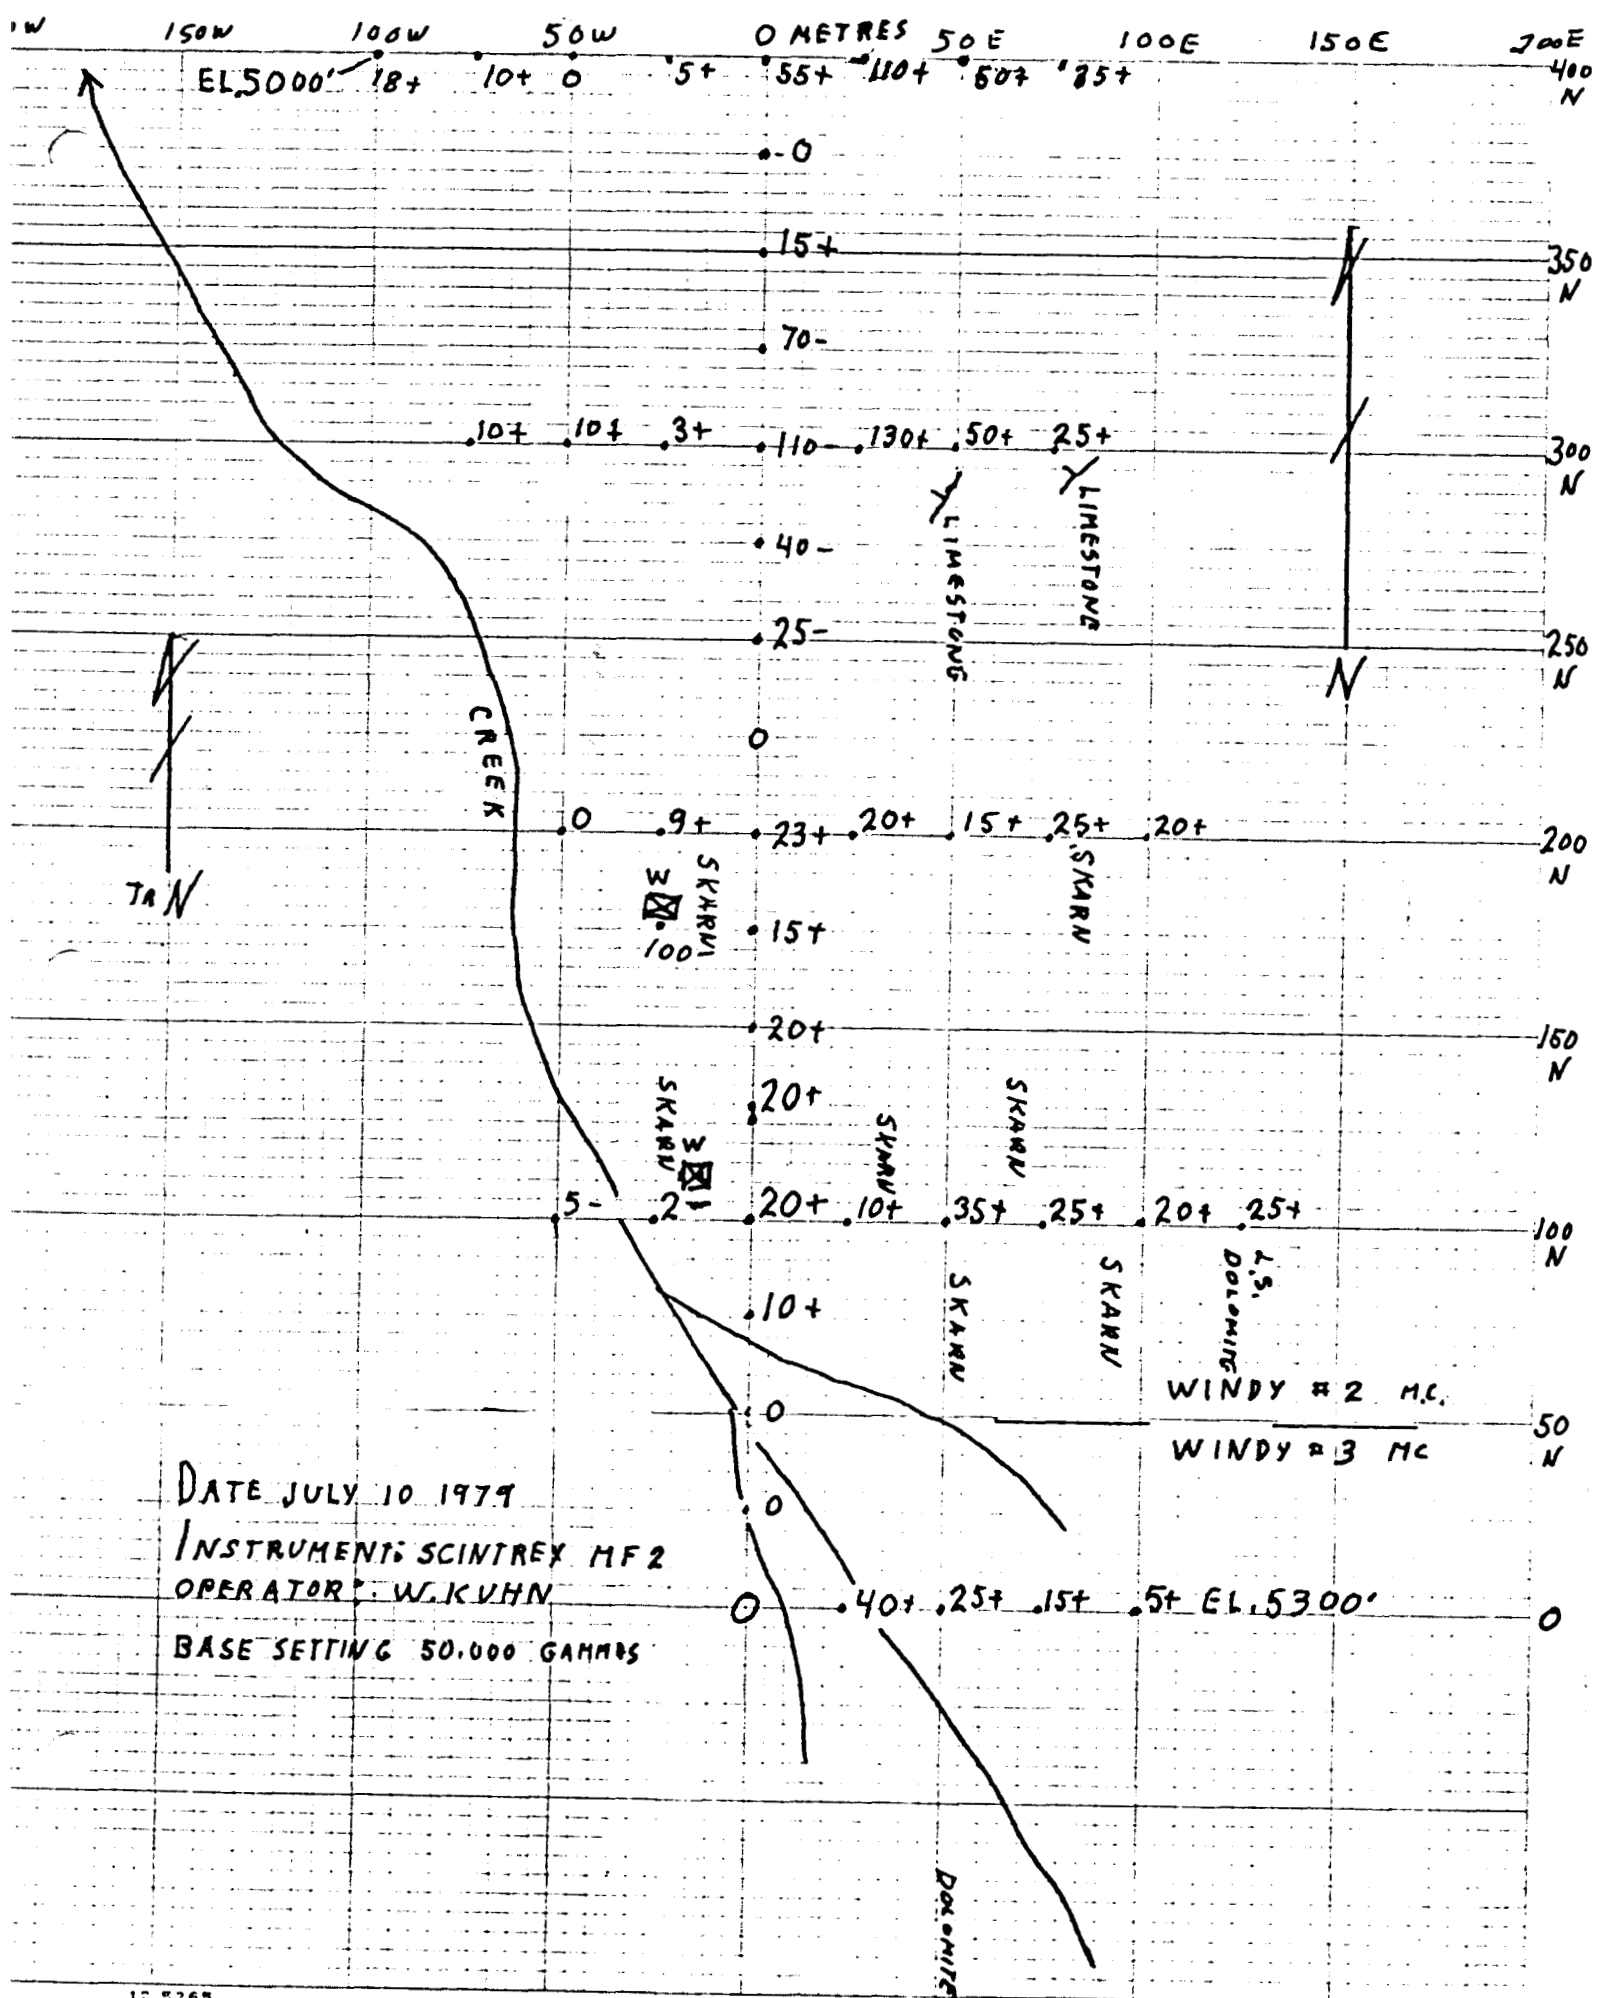 W 150W 100W 50W 0 METRES 50E 100E 150E 200E
EL.5000' 18+ 10+ 0 5+ 55+ 110+ 60+ 85+ 400 N
0
15+ 350 N
70-
10+ 10+ 3+ 110- 130+ 50+ 25+ 300 N
LIMESTONE
LIMESTONE
40-
25- 250 N
N
CREEK
0
0 9+ 23+ 20+ 15+ 25+ 20+ 200 N
TR N
SKARN
3
100
SKARN
15+
20+ 150 N
20+
SKARN
3
SKARN
SKARN
5- 2- 20+ 10+ 35+ 25+ 20+ 25+ 100 N
SKARN
SKARN
L.S.
DOLOMITE
10+
WINDY #2 M.C.
0 50 N
WINDY #3 MC
DATE JULY 10 1979
0
INSTRUMENT: SCINTREX MF2
OPERATOR: W.KUHN
0 40+ 25+ 15+ 5+ EL.5300' 0
BASE SETTING 50.000 GAMMAS
DOLOMITE